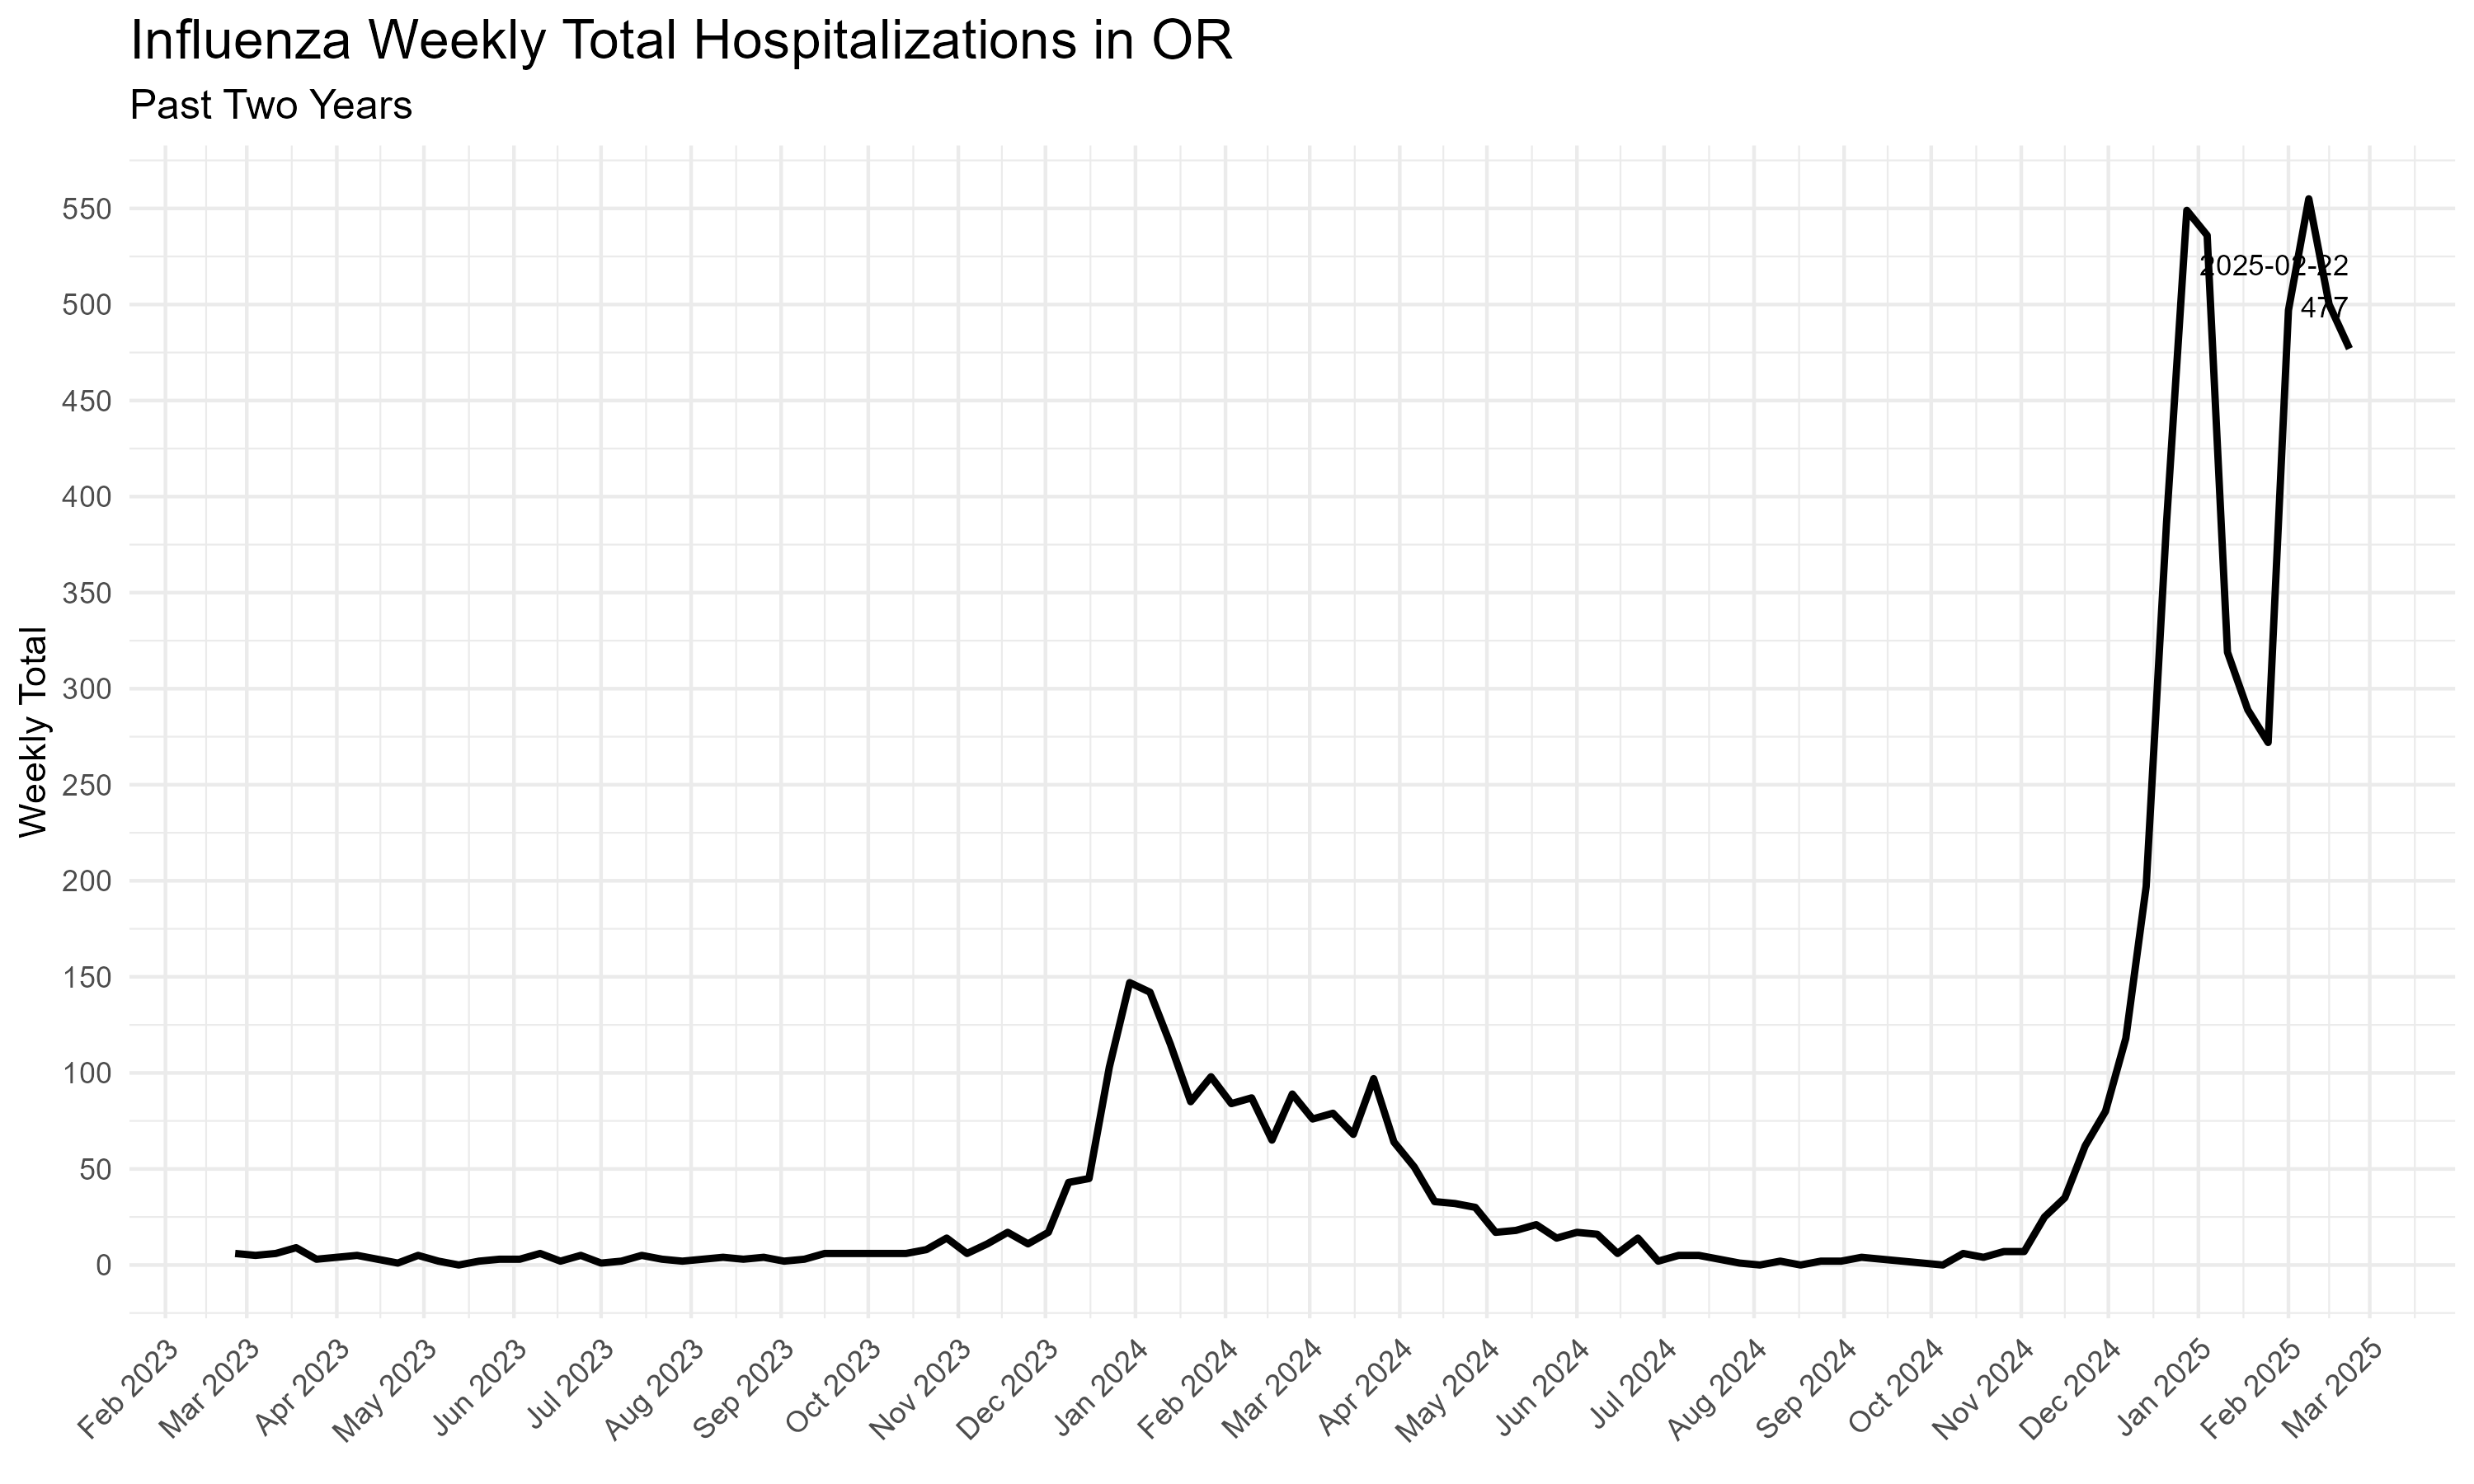 Influenza Weekly Total Hospitalizations in OR
Past Two Years
Weekly Total
550
500
450
400
350
300
250
200
150
100
50
0
2025-02-22
477
Feb 2023
Mar 2023
Apr 2023
May 2023
Jun 2023
Jul 2023
Aug 2023
Sep 2023
Oct 2023
Nov 2023
Dec 2023
Jan 2024
Feb 2024
Mar 2024
Apr 2024
May 2024
Jun 2024
Jul 2024
Aug 2024
Sep 2024
Oct 2024
Nov 2024
Dec 2024
Jan 2025
Feb 2025
Mar 2025